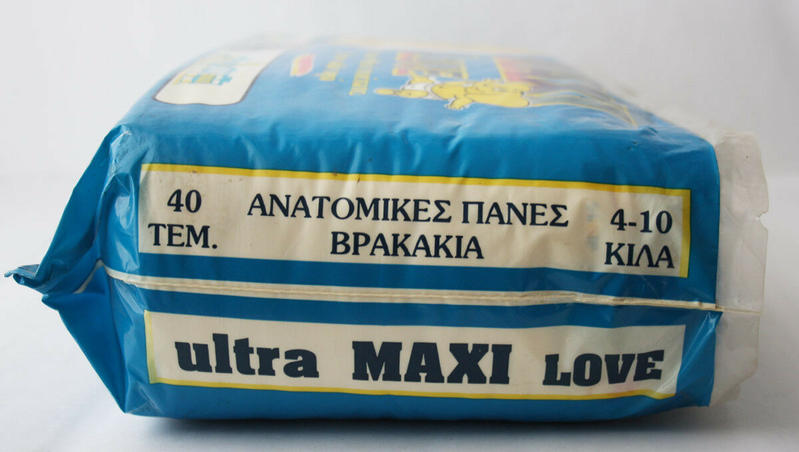 40 ΤΕΜ.
ΑΝΑΤΟΜΙΚΕΣ ΠΑΝΕΣ
ΒΡΑΚΑΚΙΑ
4-10 ΚΙΛΑ
ultra MAXI LOVE